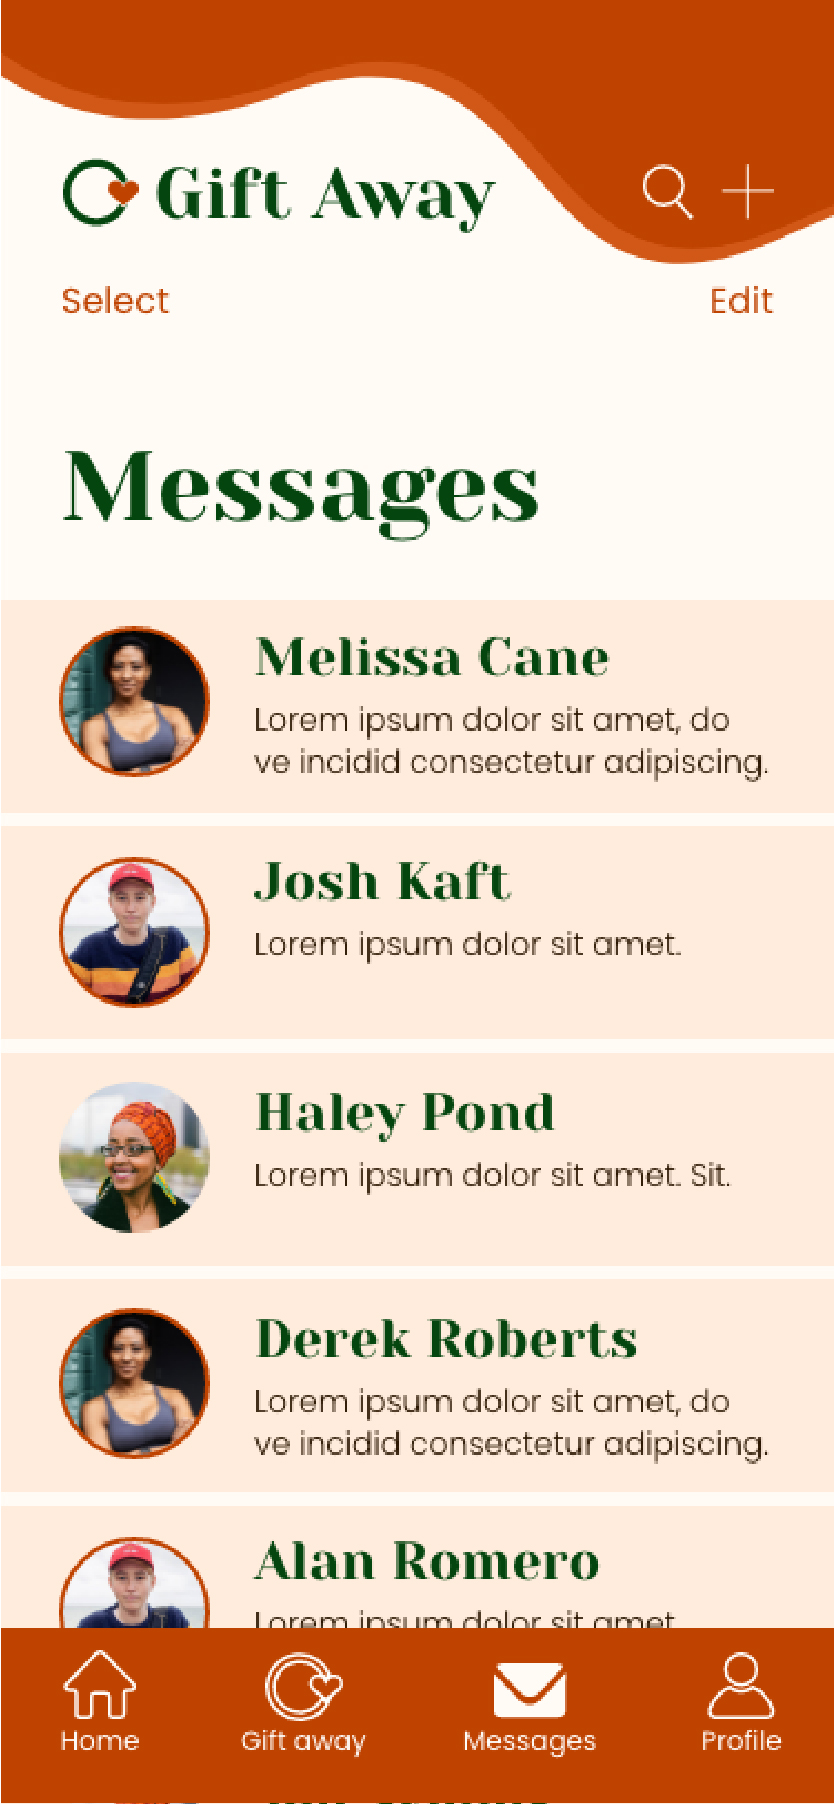 Gift Away
Select
Edit
Messages
Melissa Cane
Lorem ipsum dolor sit amet, do
ve incidid consectetur adipiscing.
Josh Kaft
Lorem ipsum dolor sit amet.
Haley Pond
Lorem ipsum dolor sit amet. Sit.
Derek Roberts
Lorem ipsum dolor sit amet, do
ve incidid consectetur adipiscing.
Alan Romero
Lorem ipsum dolor sit amet
Home
Gift away
Messages
Profile